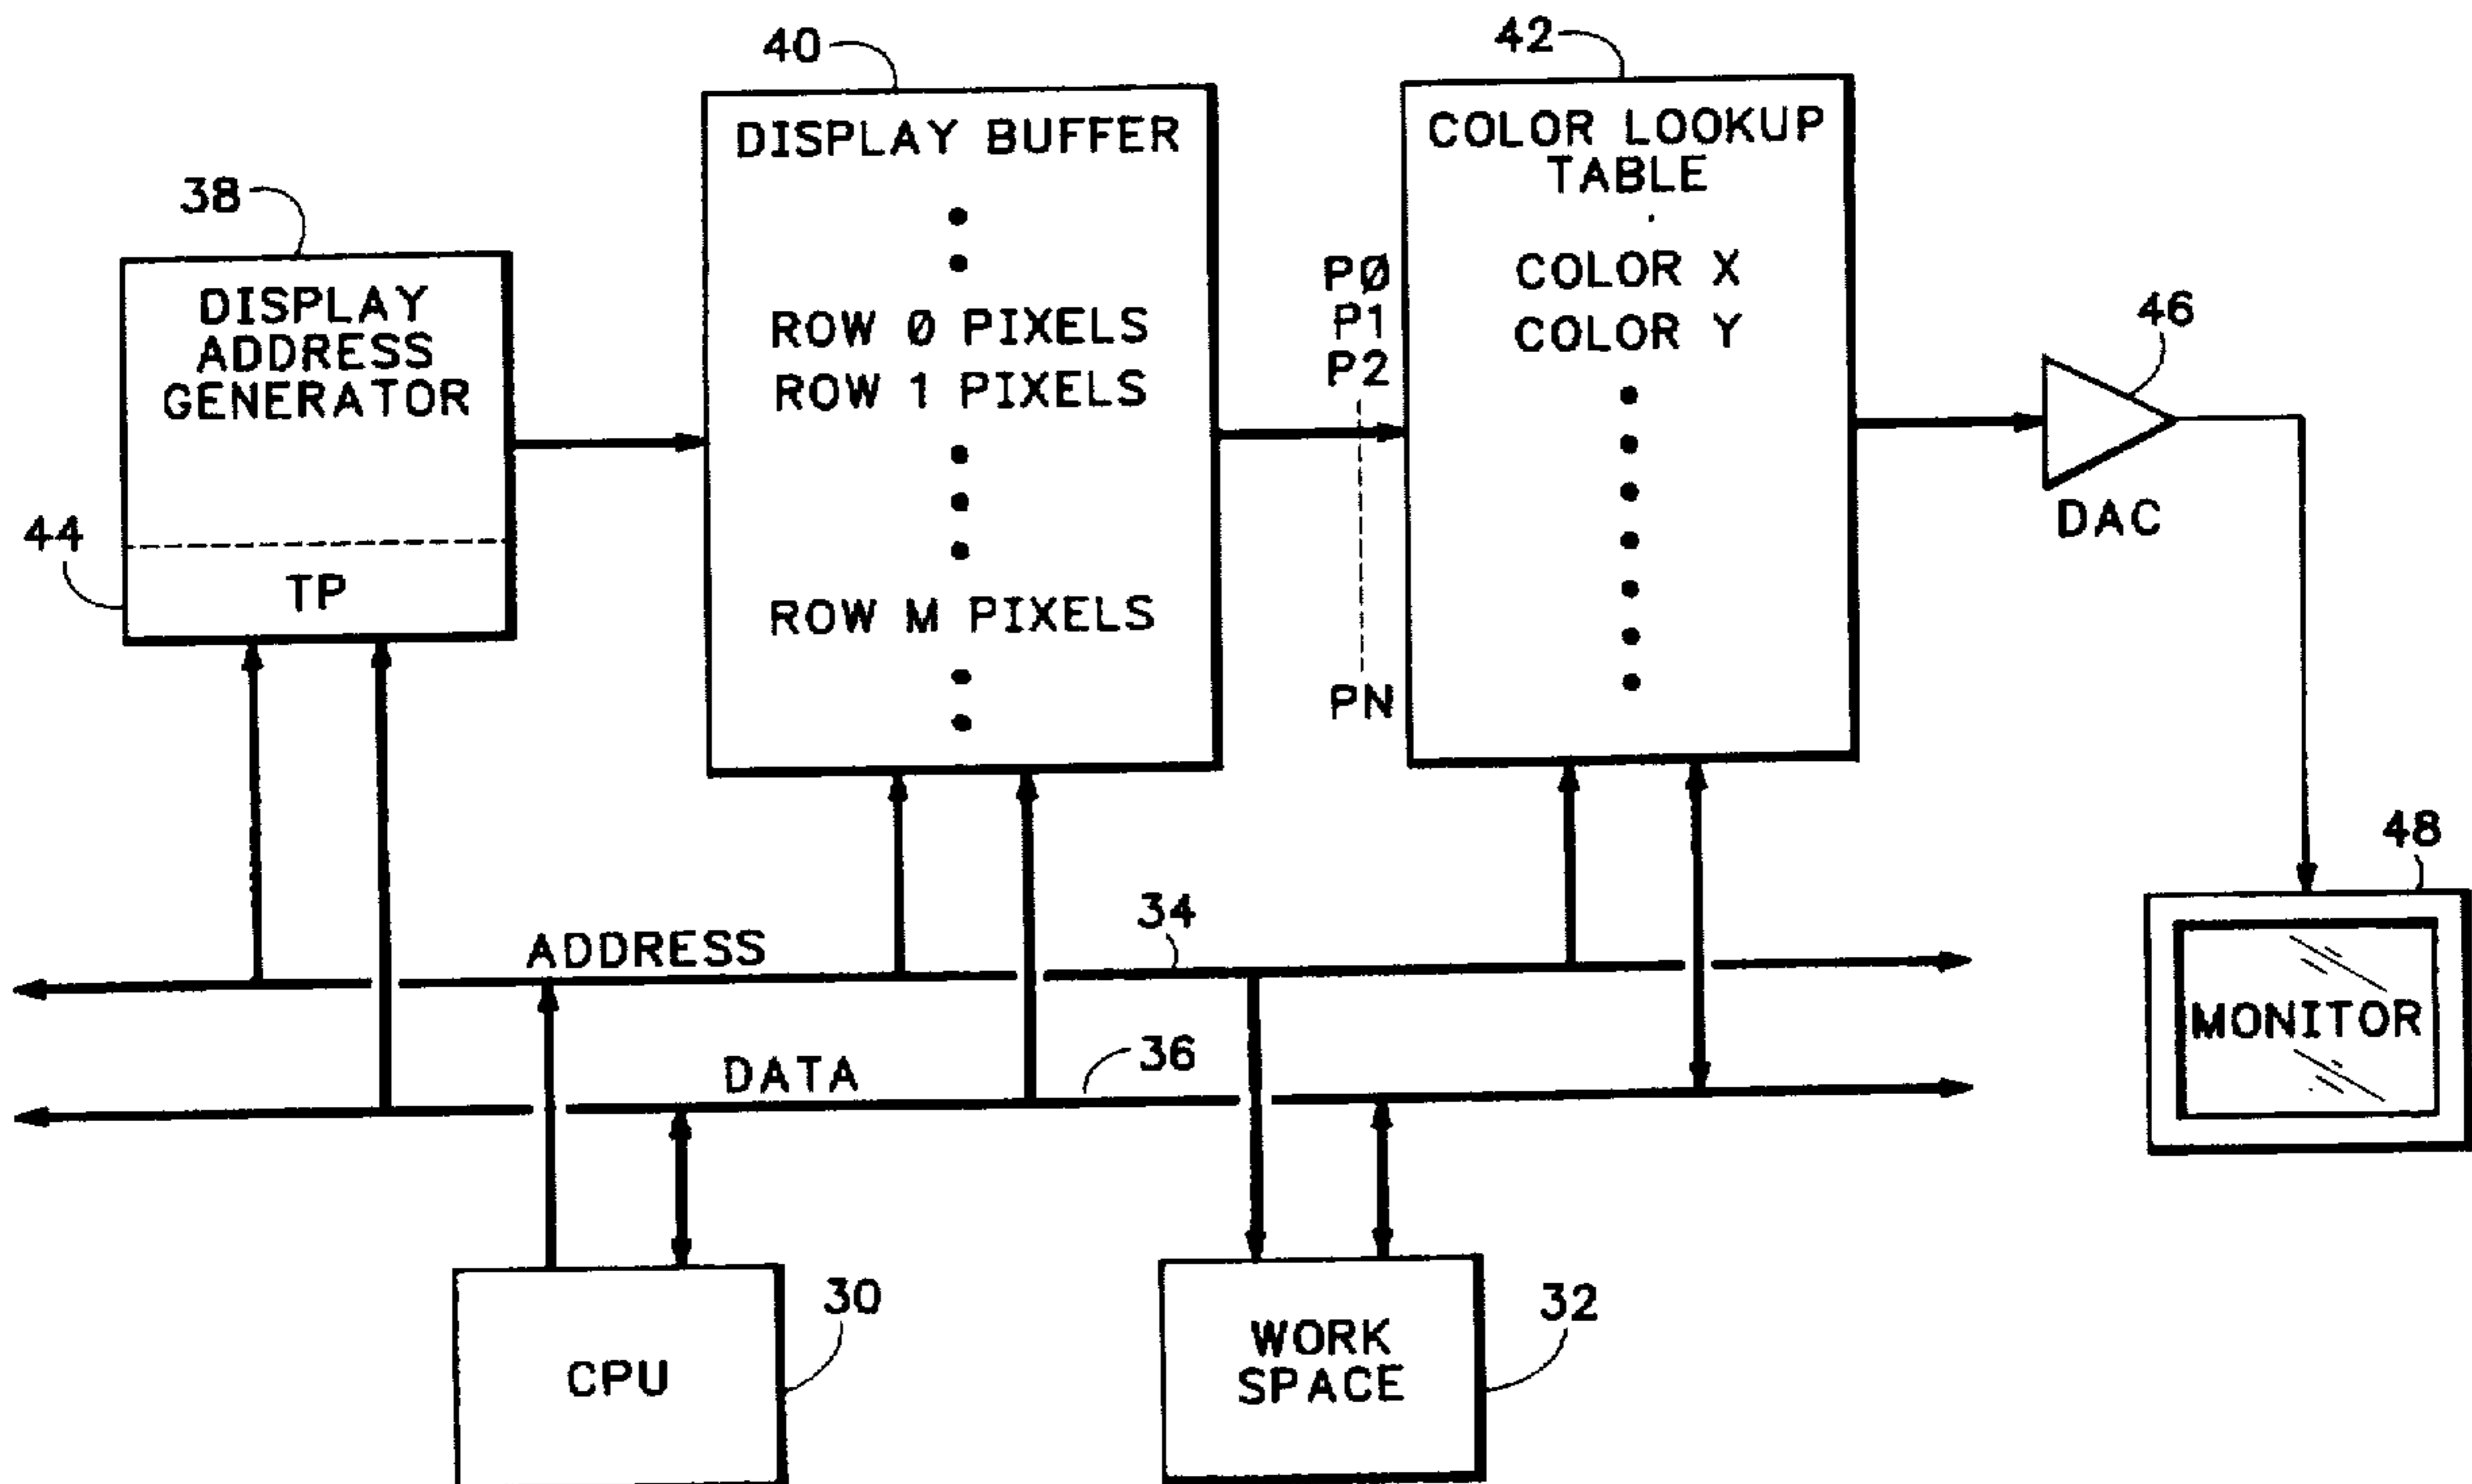 40
42
38
DISPLAY BUFFER
COLOR LOOKUP
TABLE
DISPLAY
ADDRESS
GENERATOR
44
TP
ROW 0 PIXELS
ROW 1 PIXELS
ROW M PIXELS
P0
P1
P2
PN
COLOR X
COLOR Y
46
DAC
48
MONITOR
34
ADDRESS
36
DATA
CPU
30
WORK
SPACE
32